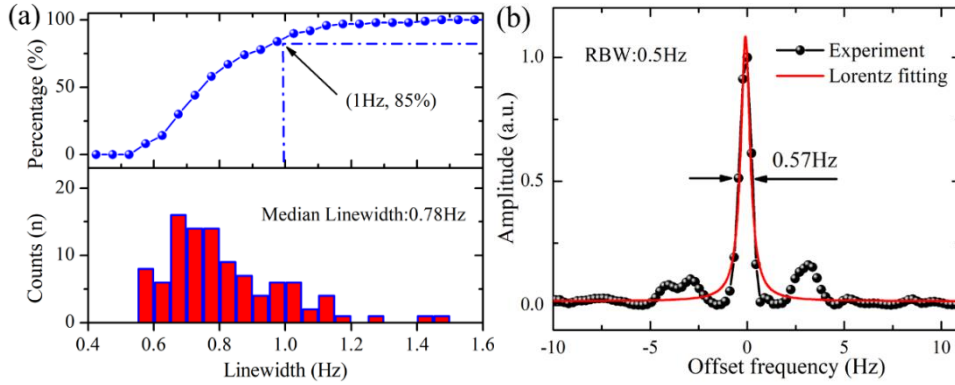 (a)
Percentage (%)
100
50
0
(1Hz, 85%)
Counts (n)
20
10
0
Median Linewidth:0.78Hz
0.4 0.6 0.8 1.0 1.2 1.4 1.6
Linewidth (Hz)
(b)
Amplitude (a.u.)
1.0
0.5
0.0
RBW:0.5Hz
Experiment
Lorentz fitting
0.57Hz
-10 -5 0 5 10
Offset frequency (Hz)